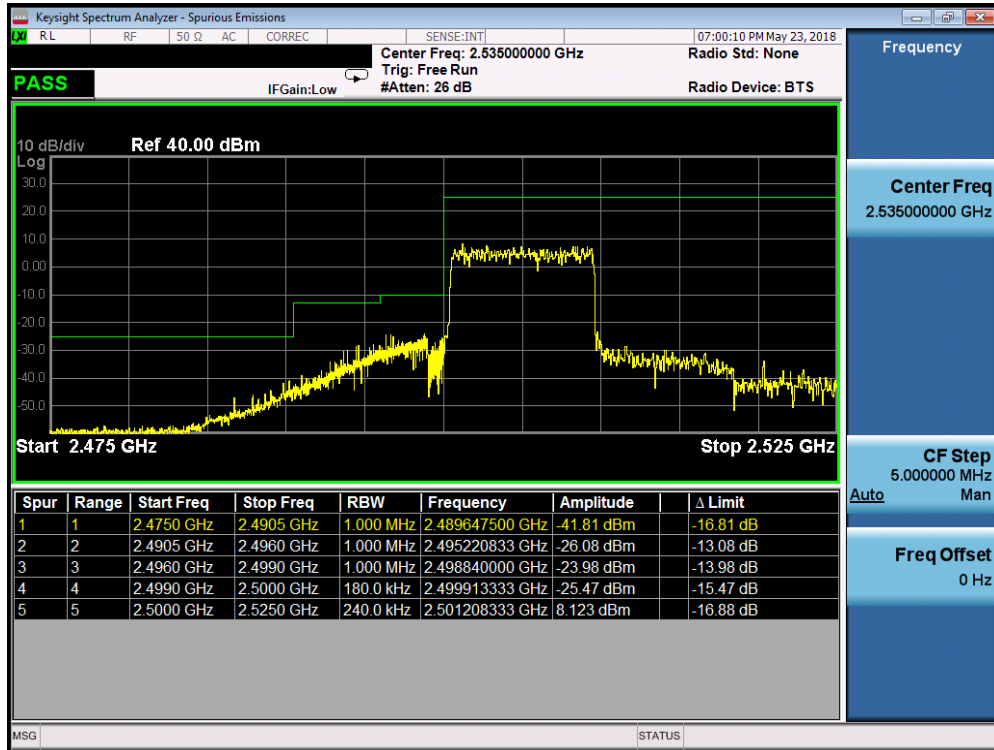 Keysight Spectrum Analyzer - Spurious Emissions
LXI RL RF 50 Ω AC CORREC SENSE:INT 07:00:10 PM May 23, 2018
Center Freq: 2.535000000 GHz Radio Std: None
Trig: Free Run
PASS IFGain:Low #Atten: 26 dB Radio Device: BTS
Frequency
10 dB/div Ref 40.00 dBm
Log
30.0
20.0
10.0
0.00
-10.0
-20.0
-30.0
-40.0
-50.0
Start 2.475 GHz Stop 2.525 GHz
Center Freq
2.535000000 GHz
CF Step
5.000000 MHz
Auto Man
Freq Offset
0 Hz
Spur Range Start Freq Stop Freq RBW Frequency Amplitude Δ Limit
1 1 2.4750 GHz 2.4905 GHz 1.000 MHz 2.489647500 GHz -41.81 dBm -16.81 dB
2 2 2.4905 GHz 2.4960 GHz 1.000 MHz 2.495220833 GHz -26.08 dBm -13.08 dB
3 3 2.4960 GHz 2.4990 GHz 1.000 MHz 2.498840000 GHz -23.98 dBm -13.98 dB
4 4 2.4990 GHz 2.5000 GHz 180.0 kHz 2.499913333 GHz -25.47 dBm -15.47 dB
5 5 2.5000 GHz 2.5250 GHz 240.0 kHz 2.501208333 GHz 8.123 dBm -16.88 dB
MSG STATUS